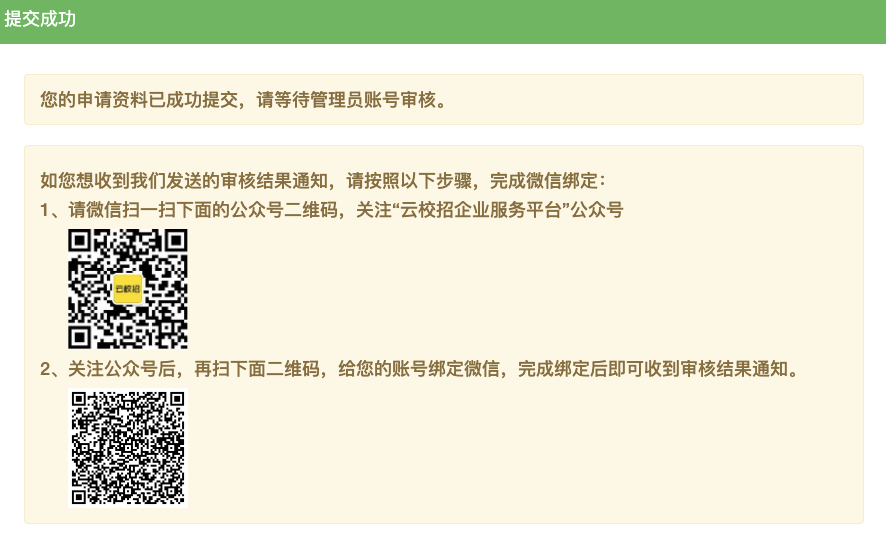 提交成功
您的申请资料已成功提交，请等待管理员账号审核。
如您想收到我们发送的审核结果通知，请按照以下步骤，完成微信绑定：
1、请微信扫一扫下面的公众号二维码，关注“云校招企业服务平台”公众号
云校招
2、关注公众号后，再扫下面二维码，给您的账号绑定微信，完成绑定后即可收到审核结果通知。